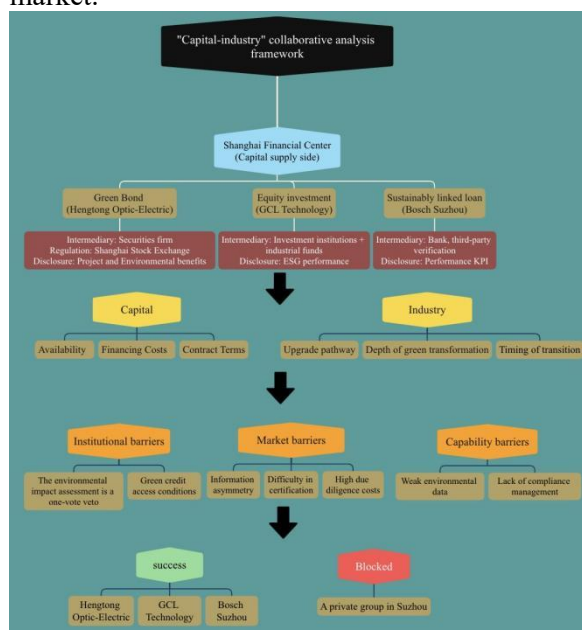 "Capital-industry" collaborative analysis
framework
Shanghai Financial Center
(Capital supply side)
Green Bond
(Hengtong Optic-Electric)
Equity investment
(GCL Technology)
Sustainably linked loan
(Bosch Suzhou)
Intermediary: Securities firm
Regulation: Shanghai Stock Exchange
Disclosure: Project and Environmental benefits
Intermediary: Investment institutions +
industrial funds
Disclosure: ESG performance
Intermediary: Bank, third-party
verification
Disclosure: Performance KPI
Capital
Industry
Availability
Financing Costs
Contract Terms
Upgrade pathway
Depth of green transformation
Timing of transition
Institutional barriers
Market barriers
Capability barriers
The environmental
impact assessment is a
one-vote veto
Green credit
access conditions
Information
asymmetry
Difficulty in
certification
High due
diligence costs
Weak environmental
data
Lack of compliance
management
success
Blocked
Hengtong
Optic-Electric
GCL
Technology
Bosch
Suzhou
A private group in Suzhou